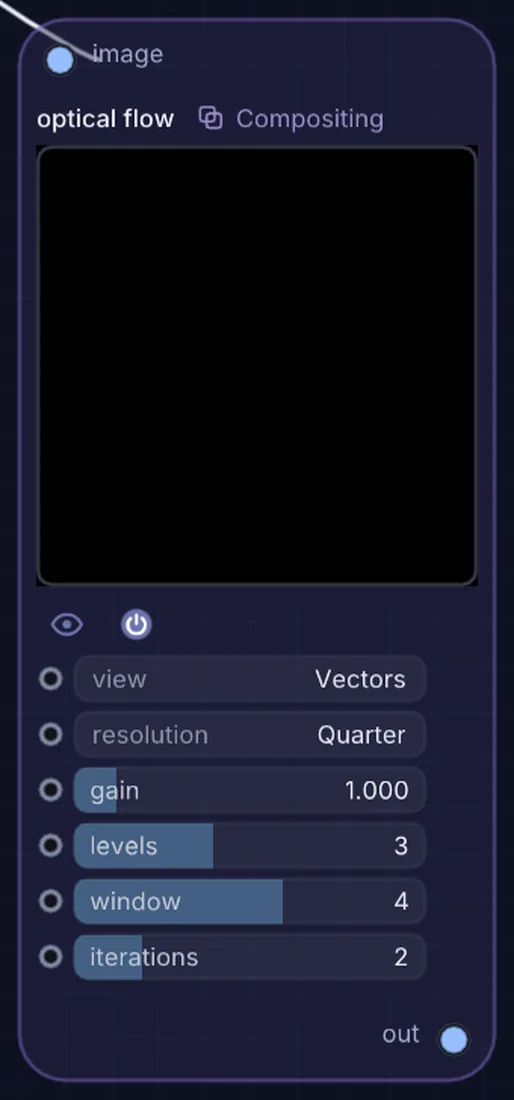 image
optical flow Compositing
view Vectors
resolution Quarter
gain 1.000
levels 3
window 4
iterations 2
out